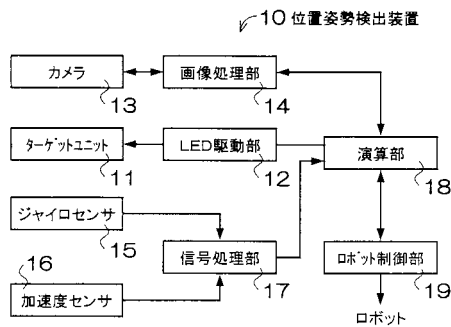 10 位置姿勢検出装置
カメラ
13
画像処理部
14
ターゲットユニット
11
LED駆動部
12
演算部
18
ジャイロセンサ
15
信号処理部
17
16
加速度センサ
ロボット制御部
19
ロボット